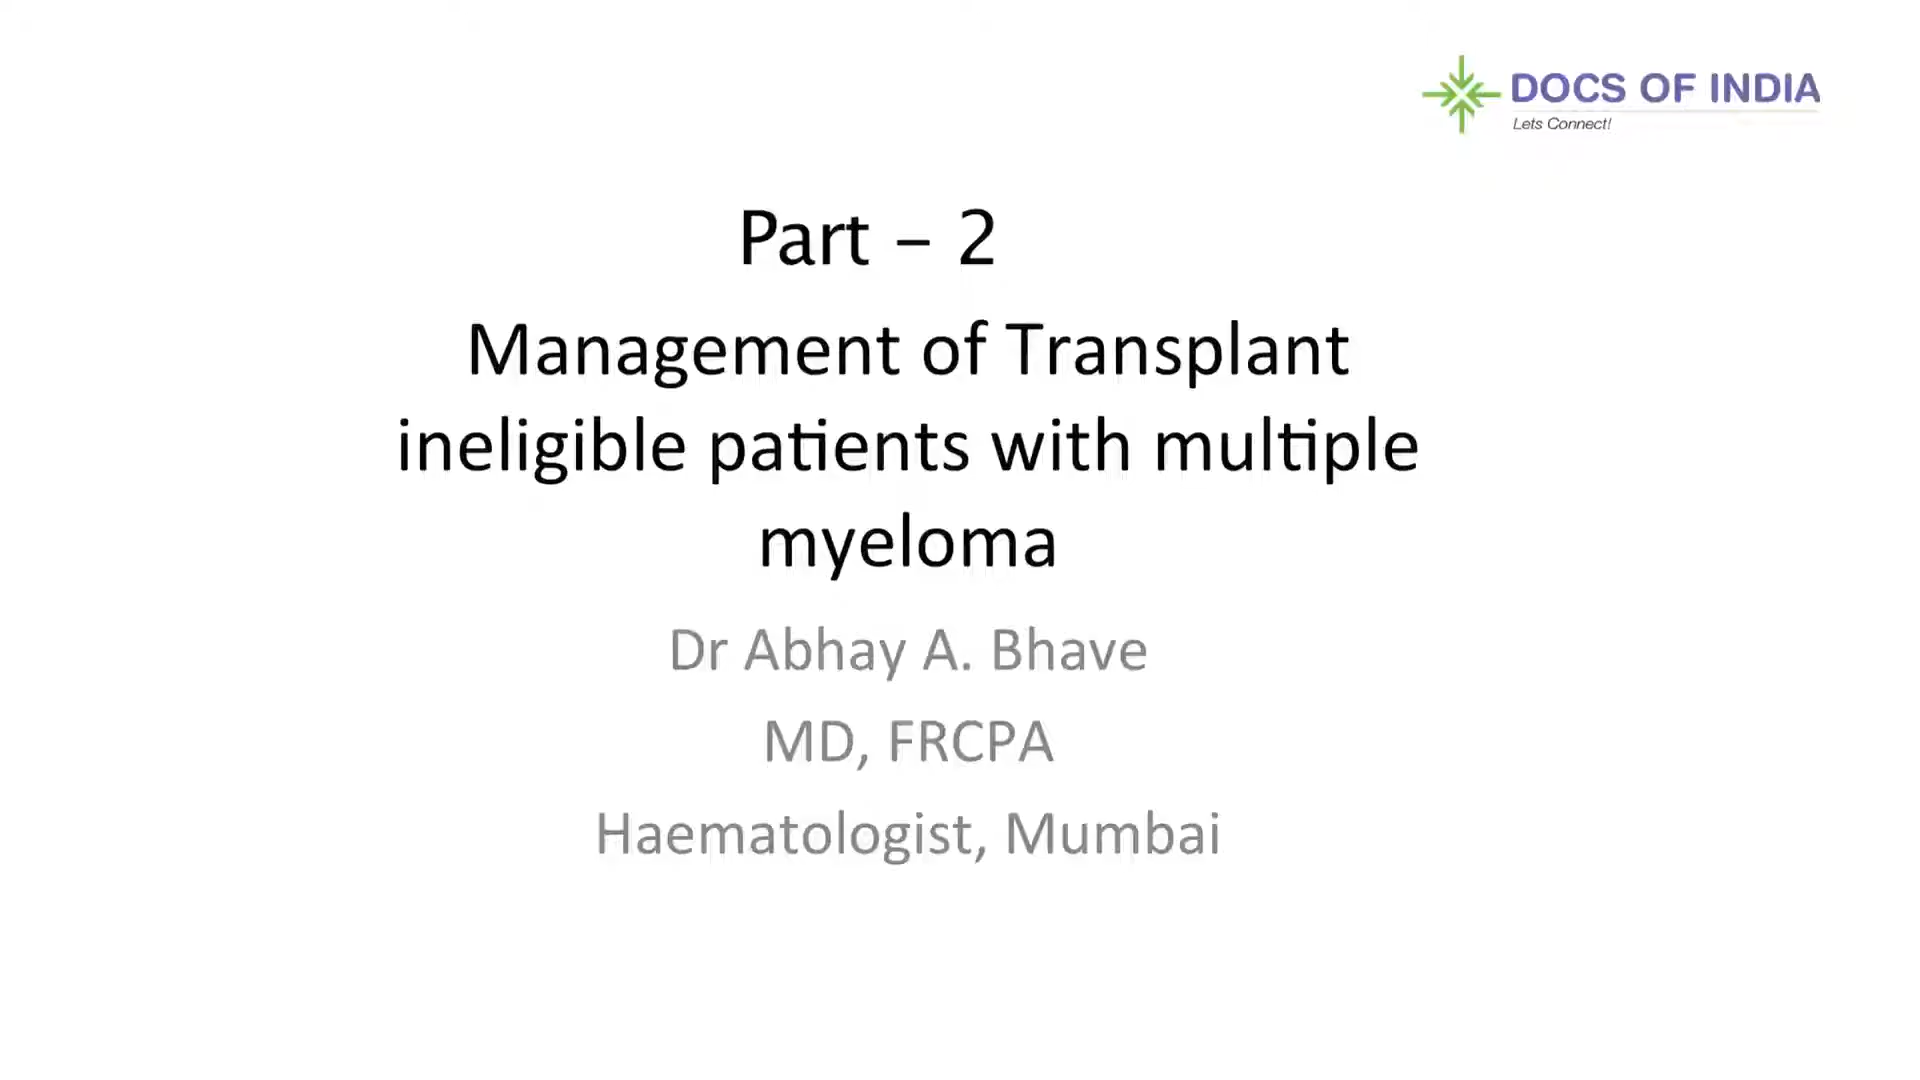 DOCS OF INDIA
Lets Connect!
Part – 2
Management of Transplant
ineligible patients with multiple
myeloma
Dr Abhay A. Bhave
MD, FRCPA
Haematologist, Mumbai